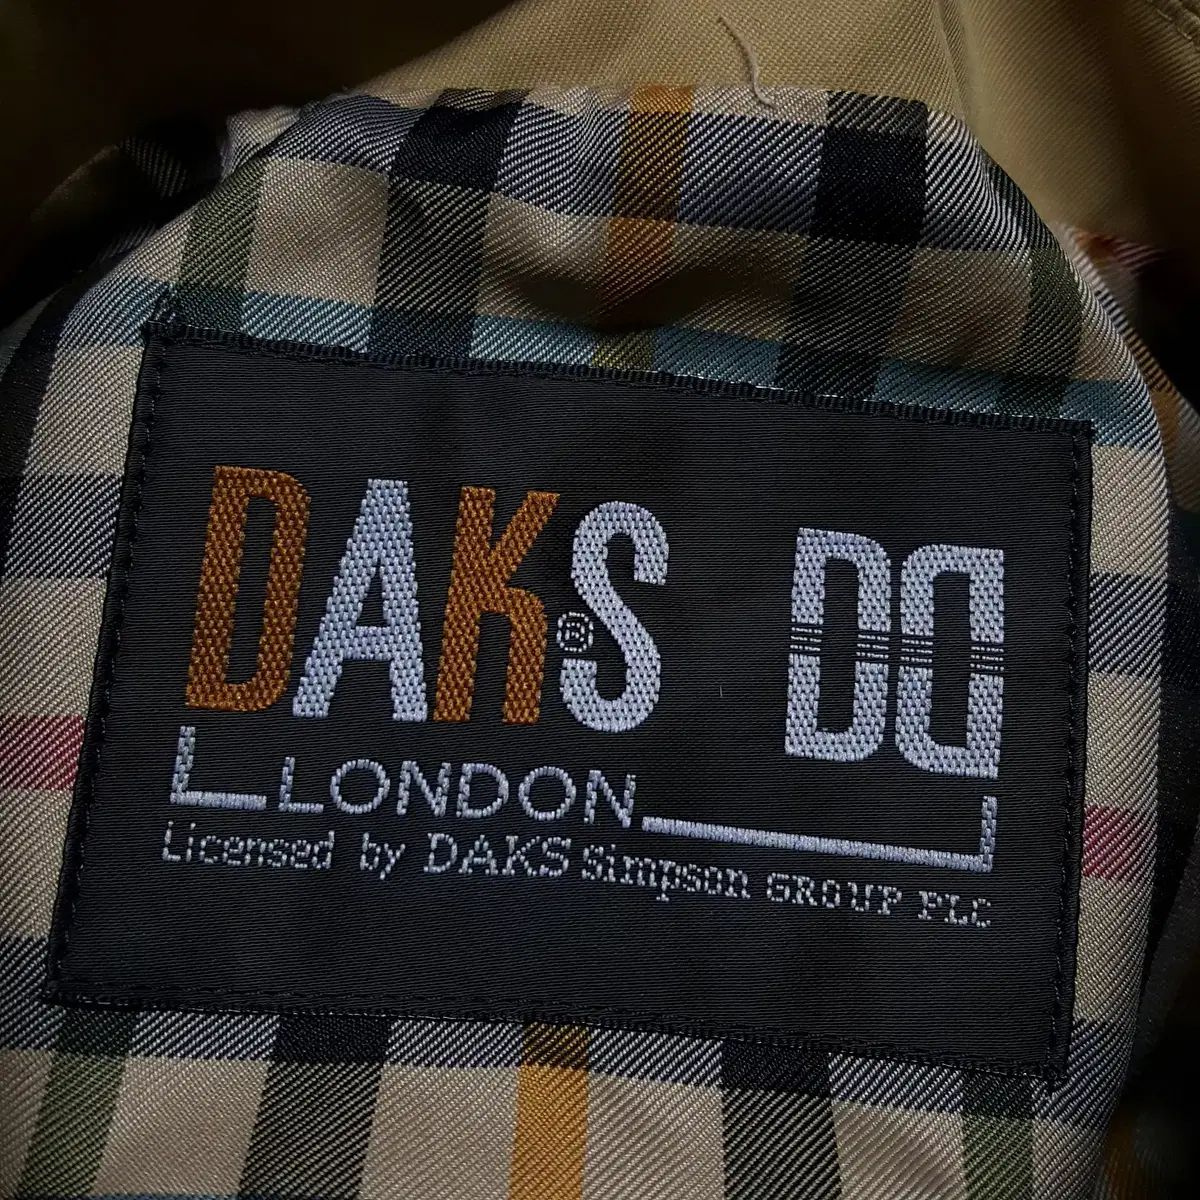 DAKS® DD
LONDON
Licensed by DAKS Simpson GROUP PLC